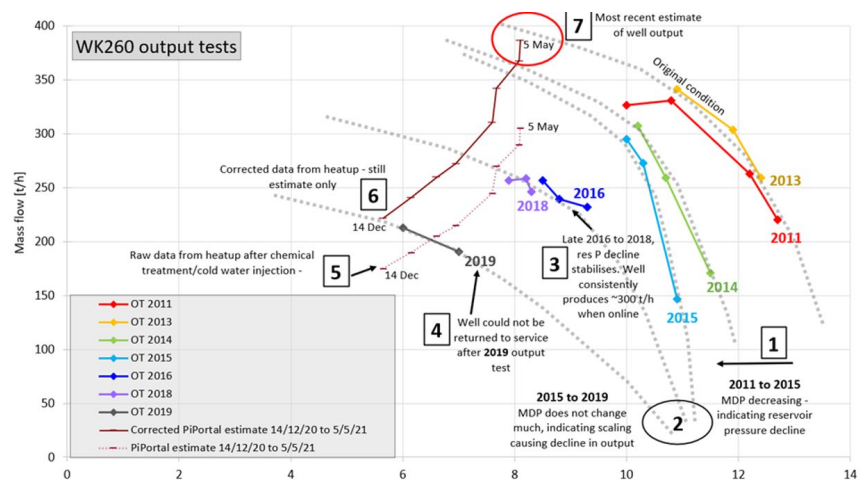 WK260 output tests
7
Most recent estimate
of well output
5 May
Original condition
5 May
Corrected data from heatup - still
estimate only
6
14 Dec
2013
2011
2018
2016
2014
2015
2019
Raw data from heatup after chemical
treatment/cold water injection -
5
14 Dec
3
Late 2016 to 2018,
res P decline
stabilises. Well
consistently
produces ~300 t/h
when online
4
Well could not be
returned to service
after 2019 output
test
1
2011 to 2015
MDP decreasing -
indicating reservoir
pressure decline
2015 to 2019
MDP does not change
much, indicating scaling
causing decline in output
2
OT 2011
OT 2013
OT 2014
OT 2015
OT 2016
OT 2018
OT 2019
Corrected PiPortal estimate 14/12/20 to 5/5/21
PiPortal estimate 14/12/20 to 5/5/21
Mass flow [t/h]
400
350
300
250
200
150
100
50
0
0 2 4 6 8 10 12 14